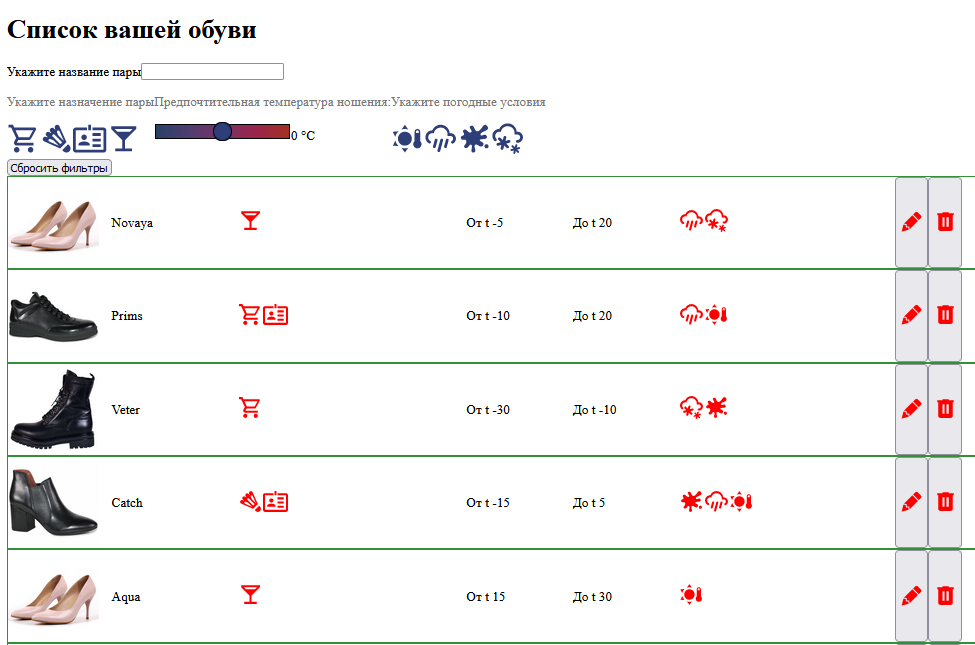 Список вашей обуви
Укажите название пары
Укажите назначение парыПредпочтительная температура ношения:Укажите погодные условия
0 °C
Сбросить фильтры
Novaya От t -5 До t 20
Prims От t -10 До t 20
Veter От t -30 До t -10
Catch От t -15 До t 5
Aqua От t 15 До t 30